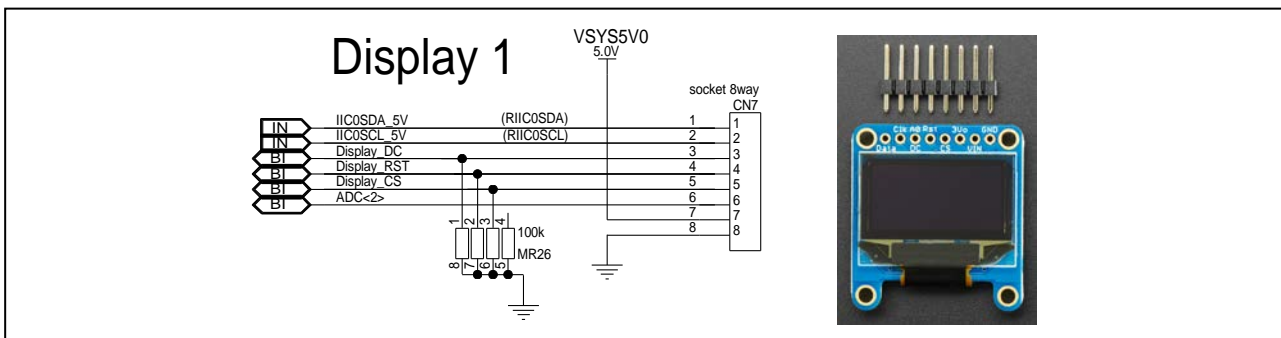 Display 1
VSYS5V0
5.0V
socket 8way
CN7
IIC0SDA_5V (RIIC0SDA) 1 1
IIC0SCL_5V (RIIC0SCL) 2 2
Display_DC 3 3
Display_RST 4 4
Display_CS 5 5
ADC<2> 6 6
7 7
8 8
IN
IN
BI
BI
BI
BI
1 2 3 4
100k
MR26
8 7 6 5
Clk A0 Rst 3Vo GND
Data DC CS VIN